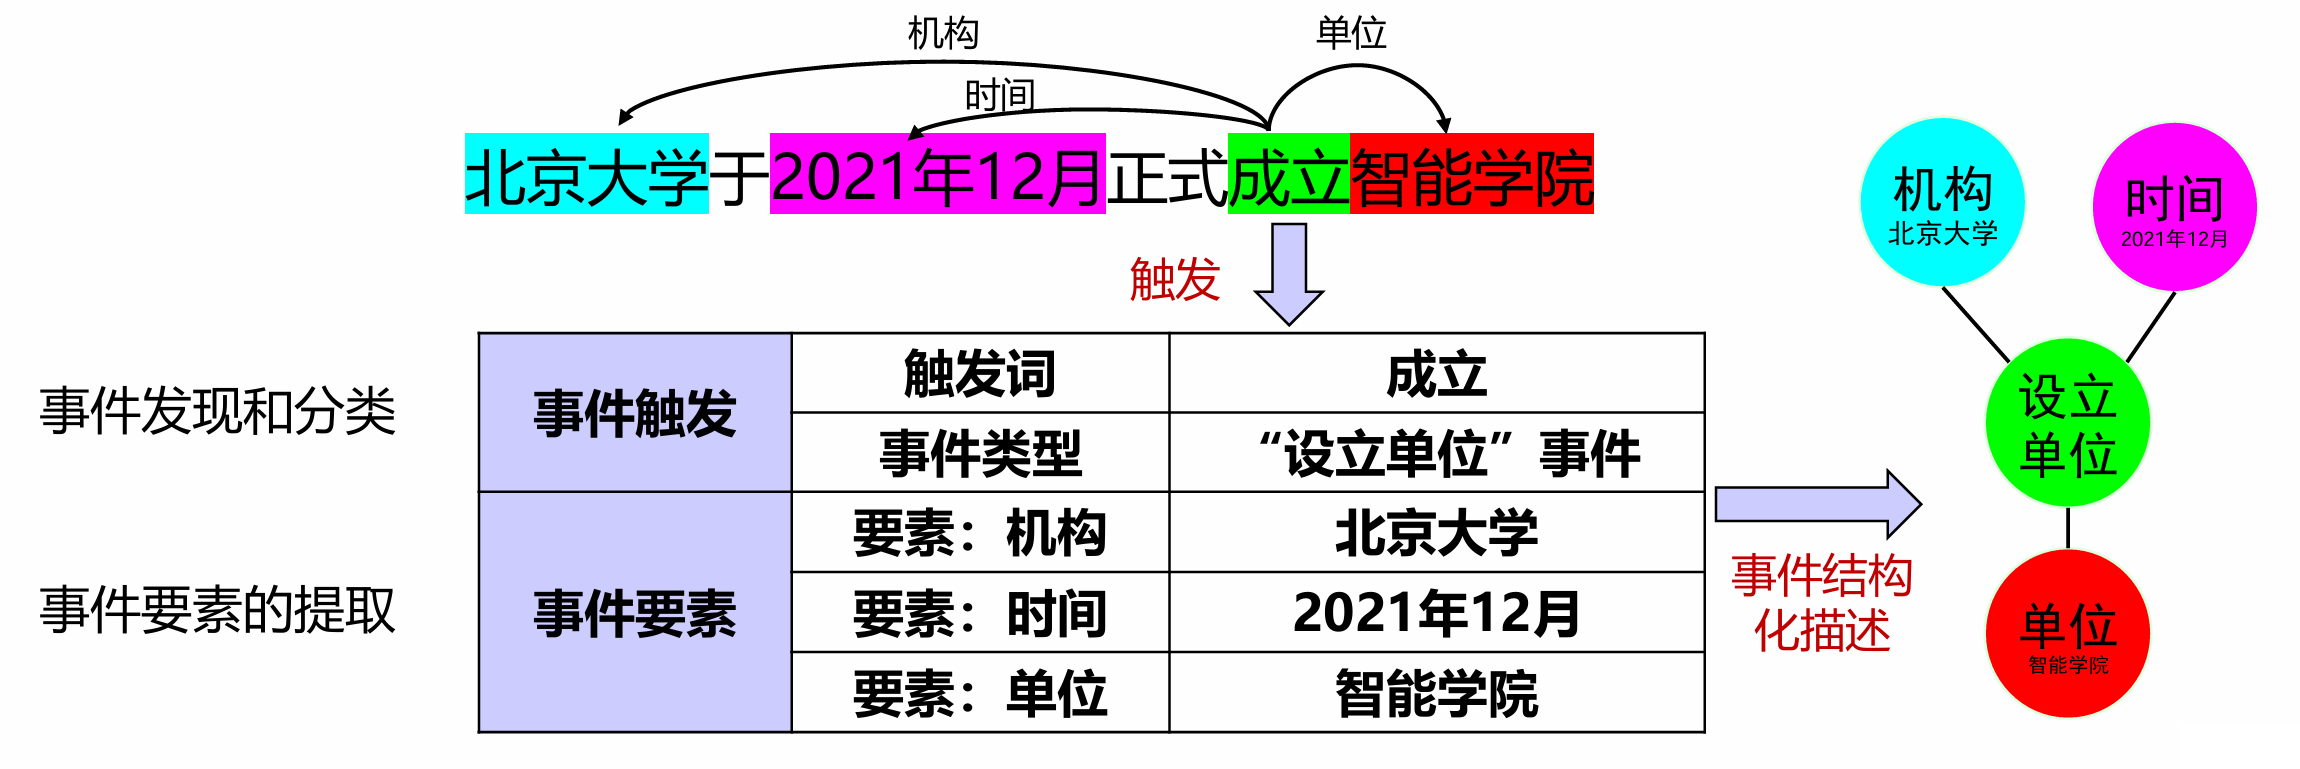 机构
单位
时间
北京大学于2021年12月正式成立智能学院
触发
事件发现和分类
事件触发
触发词
成立
事件类型
“设立单位”事件
事件要素的提取
事件要素
要素：机构
北京大学
要素：时间
2021年12月
要素：单位
智能学院
事件结构
化描述
机构
北京大学
时间
2021年12月
设立
单位
单位
智能学院